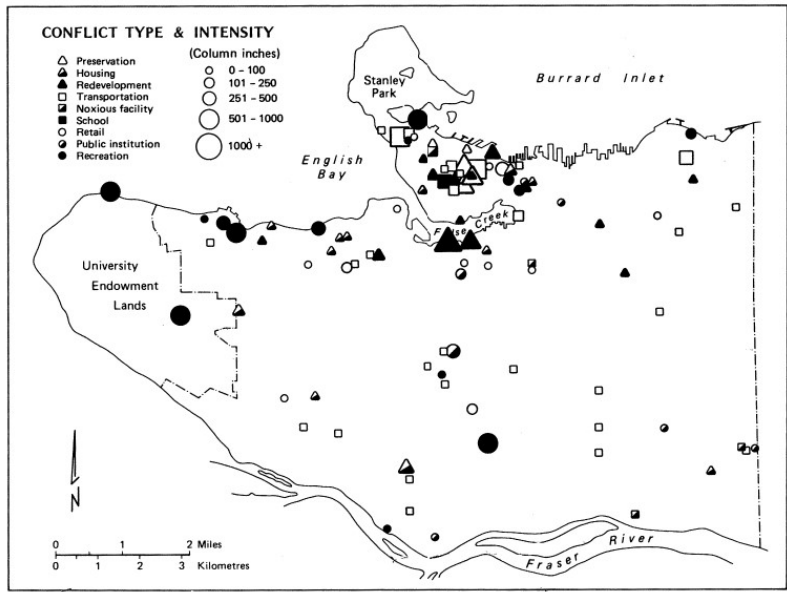 CONFLICT TYPE & INTENSITY
(Column inches)
Preservation
Housing
Redevelopment
Transportation
Noxious facility
School
Retail
Public institution
Recreation
0 – 100
101 – 250
251 – 500
501 – 1000
1000 +
Stanley
Park
Burrard Inlet
English
Bay
False Creek
University
Endowment
Lands
N
0 1 2 Miles
0 1 2 3 Kilometres
Fraser River